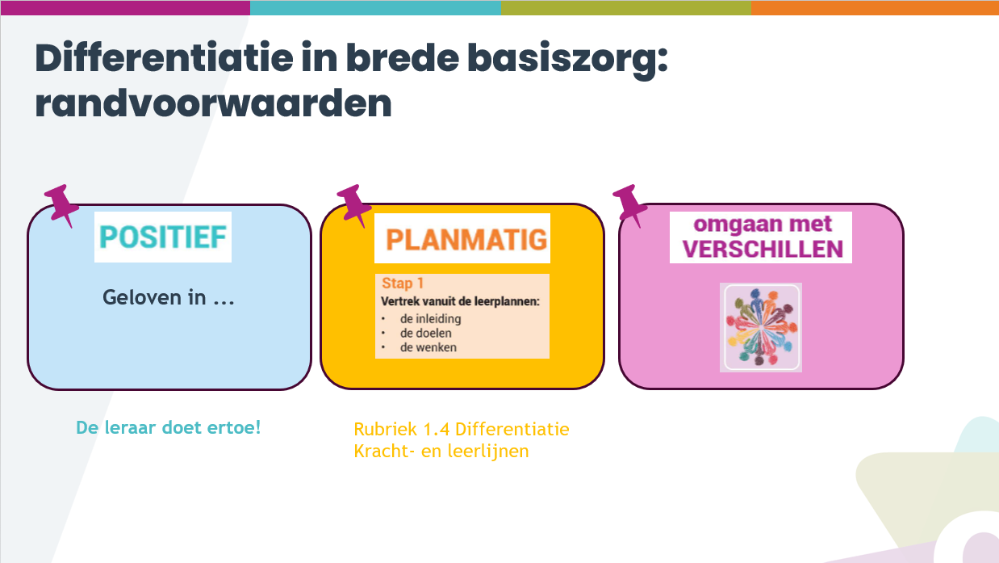 Differentiatie in brede basiszorg:
randvoorwaarden
POSITIEF
Geloven in ...
De leraar doet ertoe!
PLANMATIG
Stap 1
Vertrek vanuit de leerplannen:
• de inleiding
• de doelen
• de wenken
Rubriek 1.4 Differentiatie
Kracht- en leerlijnen
omgaan met
VERSCHILLEN